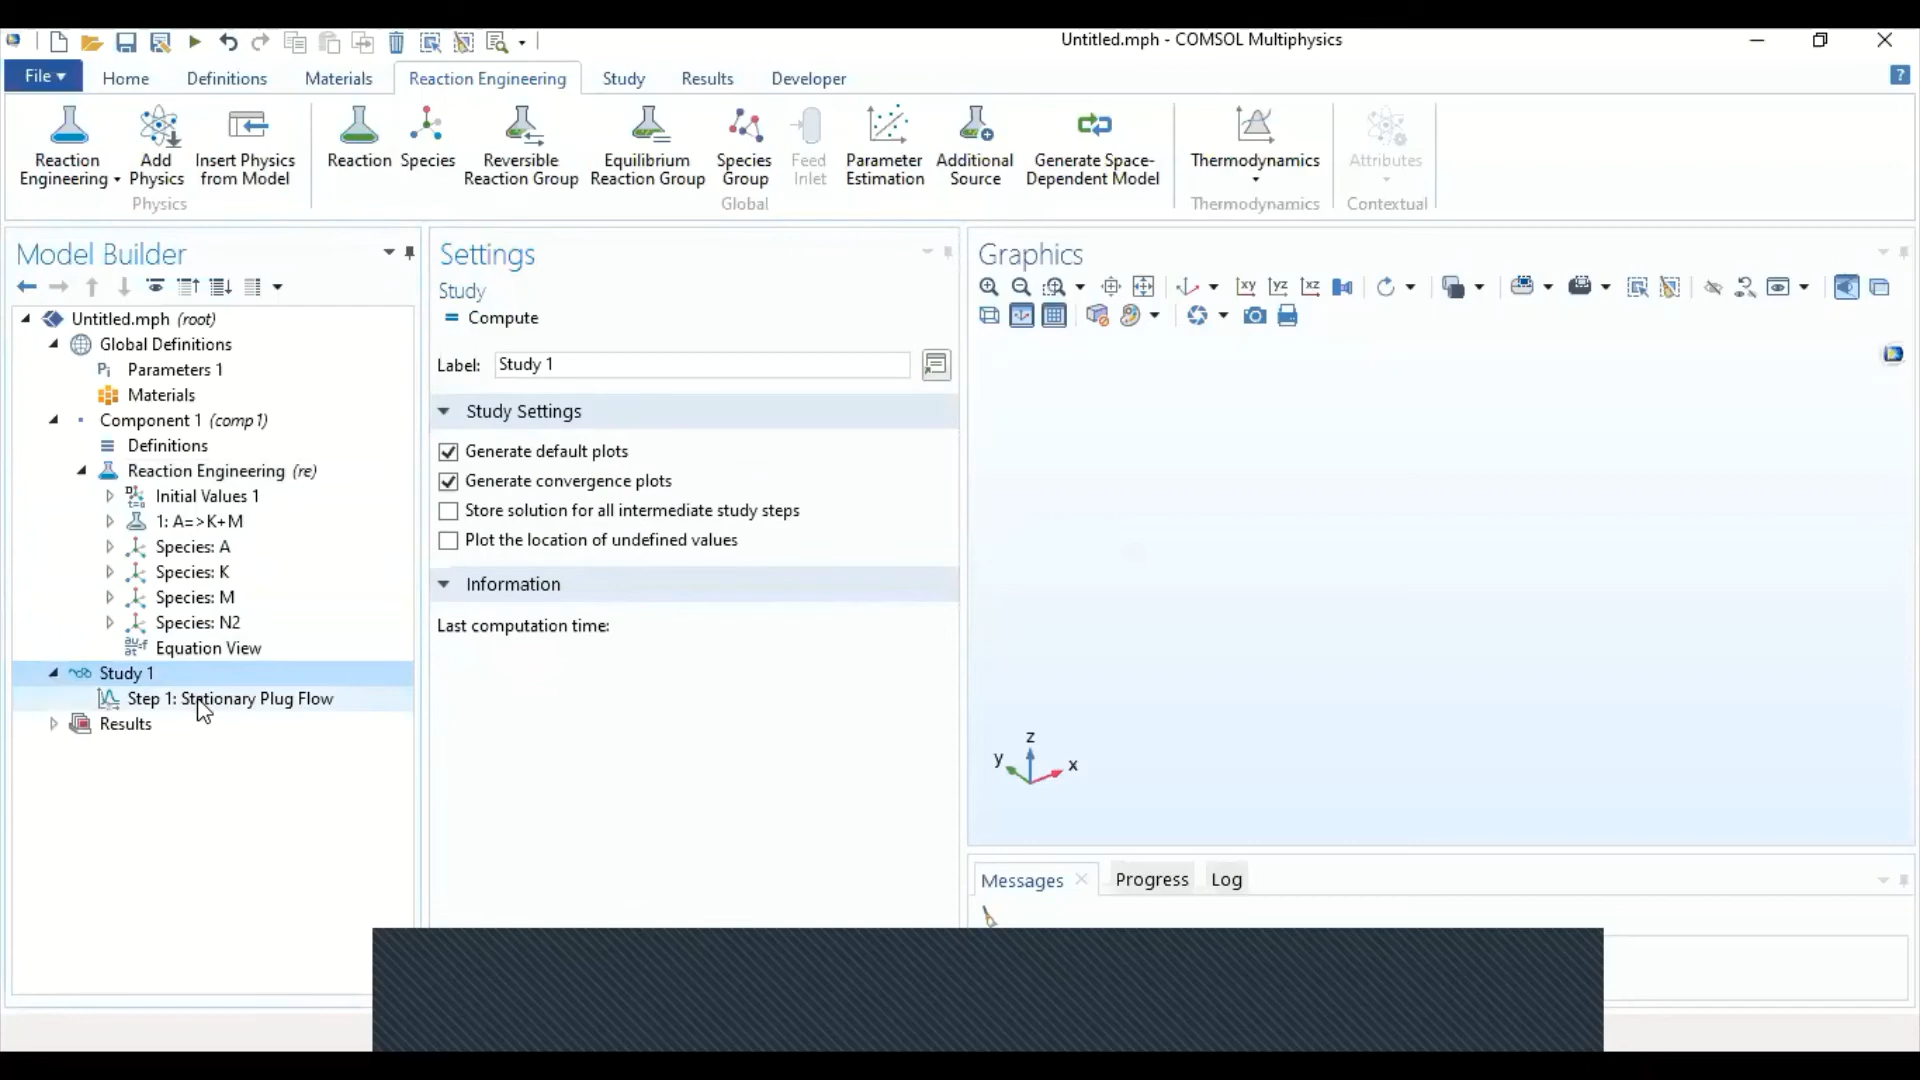 Untitled.mph - COMSOL Multiphysics
File
Home
Definitions
Materials
Reaction Engineering
Study
Results
Developer
?
Reaction Engineering
Add Physics
Insert Physics from Model
Physics
Reaction
Species
Reversible Reaction Group
Equilibrium Reaction Group
Species Group
Feed Inlet
Parameter Estimation
Additional Source
Generate Space-Dependent Model
Global
Thermodynamics
Thermodynamics
Attributes
Contextual
Model Builder
Untitled.mph (root)
Global Definitions
Pi Parameters 1
Materials
Component 1 (comp1)
Definitions
Reaction Engineering (re)
Initial Values 1
1: A=>K+M
Species: A
Species: K
Species: M
Species: N2
Equation View
Study 1
Step 1: Stationary Plug Flow
Results
Settings
Study
= Compute
Label: Study 1
Study Settings
Generate default plots
Generate convergence plots
Store solution for all intermediate study steps
Plot the location of undefined values
Information
Last computation time:
Graphics
xy yz xz
z
y
x
Messages
Progress
Log